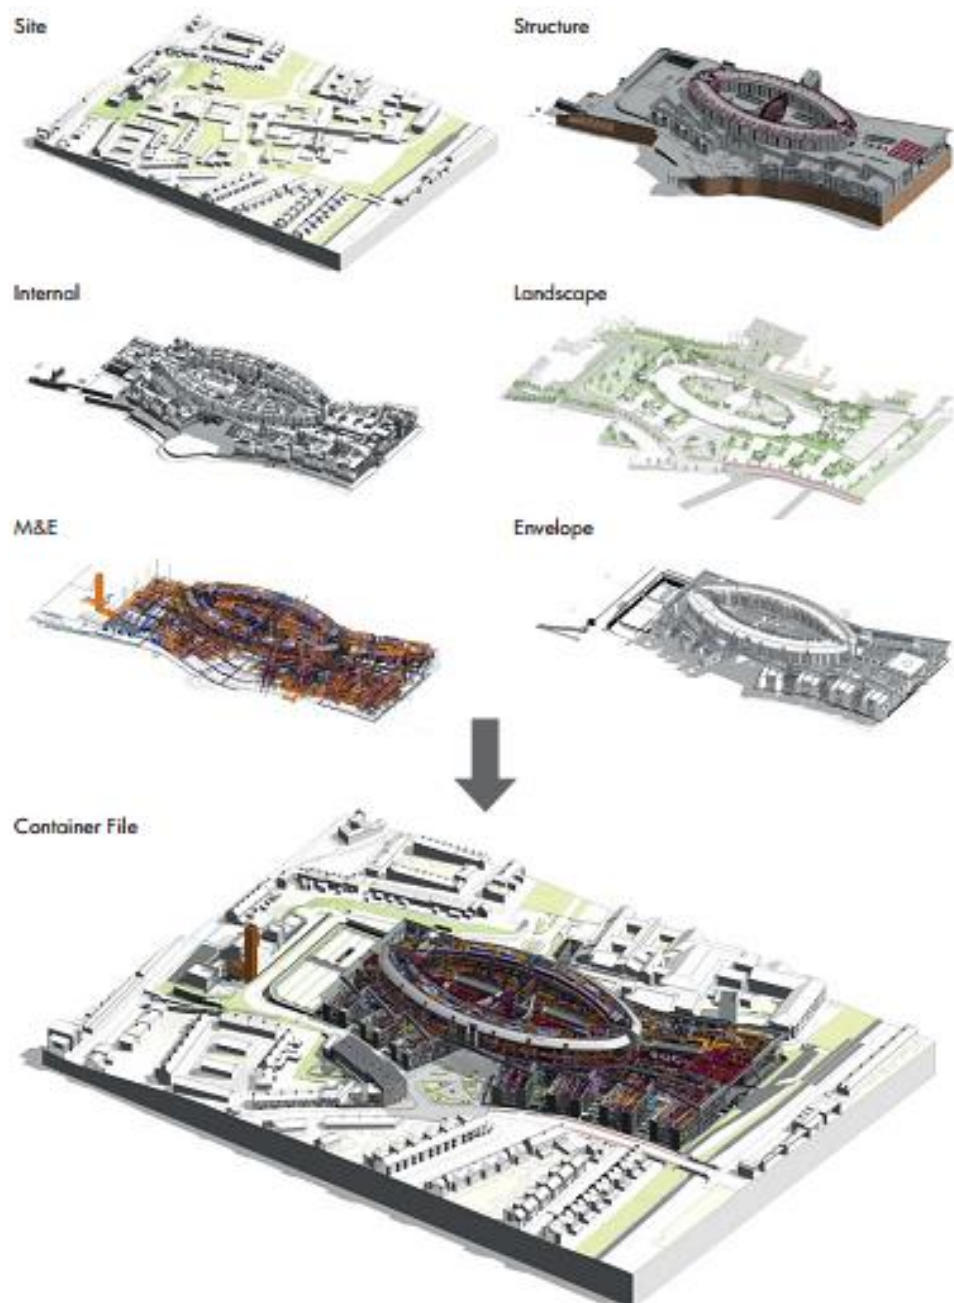 Site
Structure
Internal
Landscape
M&E
Envelope
Container File